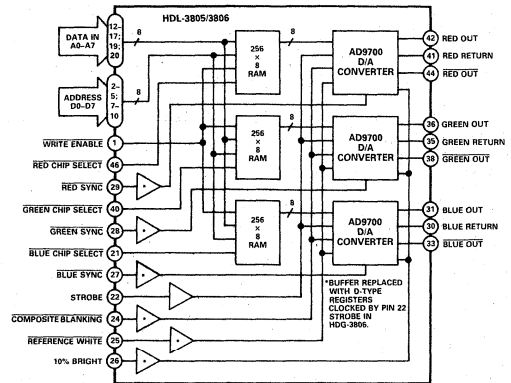 HDL-3805/3806
DATA IN
A0–A7
12–
17;
19;
20
8
ADDRESS
D0–D7
2–
5;
7–
10
8
WRITE ENABLE
1
RED CHIP SELECT
46
RED SYNC
29
GREEN CHIP SELECT
40
GREEN SYNC
28
BLUE CHIP SELECT
21
BLUE SYNC
27
STROBE
22
COMPOSITE BLANKING
24
REFERENCE WHITE
25
10% BRIGHT
26
256
×
8
RAM
8
AD9700
D/A
CONVERTER
42 RED OUT
41 RED RETURN
44 RED OUT
256
×
8
RAM
8
AD9700
D/A
CONVERTER
36 GREEN OUT
35 GREEN RETURN
38 GREEN OUT
256
×
8
RAM
8
AD9700
D/A
CONVERTER
31 BLUE OUT
30 BLUE RETURN
33 BLUE OUT
*BUFFER REPLACED
WITH D-TYPE
REGISTERS
CLOCKED BY PIN 22
STROBE IN
HDG-3806.